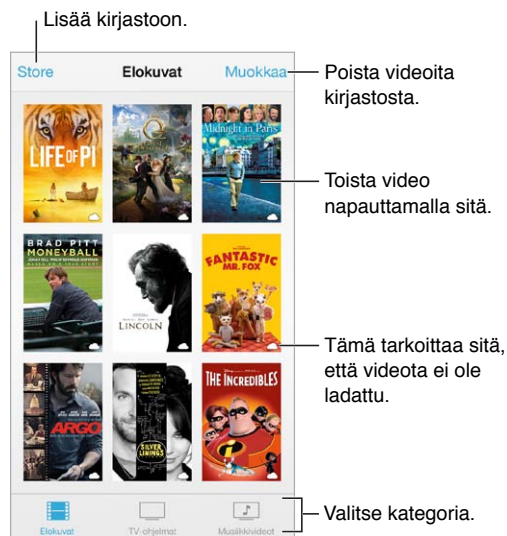 Lisää kirjastoon.
Store
Elokuvat
Muokkaa
Poista videoita
kirjastosta.
LIFE OF PI
Midnight in Paris
Toista video
napauttamalla sitä.
BRAD PITT
MONEYBALL
LINCOLN
FANTASTIC
MR. FOX
Tämä tarkoittaa sitä,
että videota ei ole
ladattu.
ARGO
SILVER
LININGS
THE INCREDIBLES
Elokuvat
TV-ohjelmat
Musiikkivideot
Valitse kategoria.